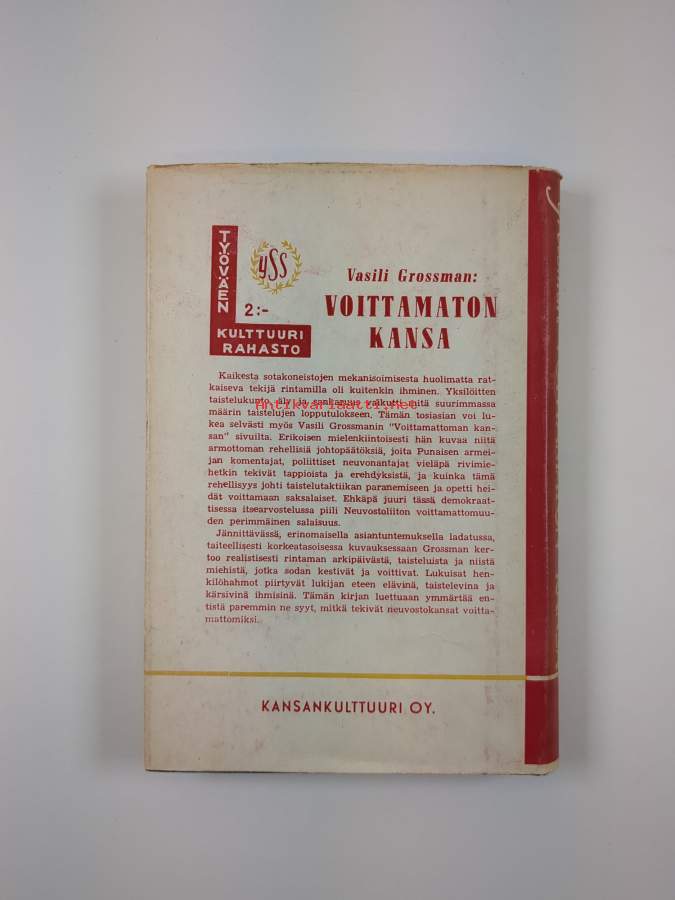 TYÖVÄEN
KULTTUURI
RAHASTO
ySS
2:-
Vasili Grossman:
VOITTAMATON
KANSA
Kaikesta sotakoneistojen mekanisoimisesta huolimatta rat-
kaiseva tekijä rintamilla oli kuitenkin ihminen. Yksilöitten
taistelukunto, äly ja sankaruus vaikutti mitä suurimmassa
antikvariaatti.net
määrin taistelujen lopputulokseen. Tämän tosiasian voi lu-
kea selvästi myös Vasili Grossmanin "Voittamattoman kan-
san" sivuilta. Erikoisen mielenkiintoisesti hän kuvaa niitä
armottoman rehellisiä johtopäätöksiä, joita Punaisen armei-
jan komentajat, poliittiset neuvonantajat vieläpä rivimie-
hetkin tekivät tappioista ja erehdyksistä, ja kuinka tämä
rehellisyys johti taistelutaktiikan paranemiseen ja opetti hei-
dät voittamaan saksalaiset. Ehkäpä juuri tässä demokraat-
tisessa itsearvostelussa piili Neuvostoliiton voittamattomuu-
den perimmäinen salaisuus.
Jännittävässä, erinomaisella asiantuntemuksella ladatussa,
taiteellisesti korkeatasoisessa kuvauksessaan Grossman ker-
too realistisesti rintaman arkipäivästä, taisteluista ja niistä
miehistä, jotka sodan kestivät ja voittivat. Lukuisat hen-
kilöhahmot piirtyvät lukijan eteen elävinä, taistelevina ja
kärsivinä ihmisinä. Tämän kirjan luettuaan ymmärtää en-
tistä paremmin ne syyt, mitkä tekivät neuvostokansat voitta-
mattomiksi.
KANSANKULTTUURI OY.